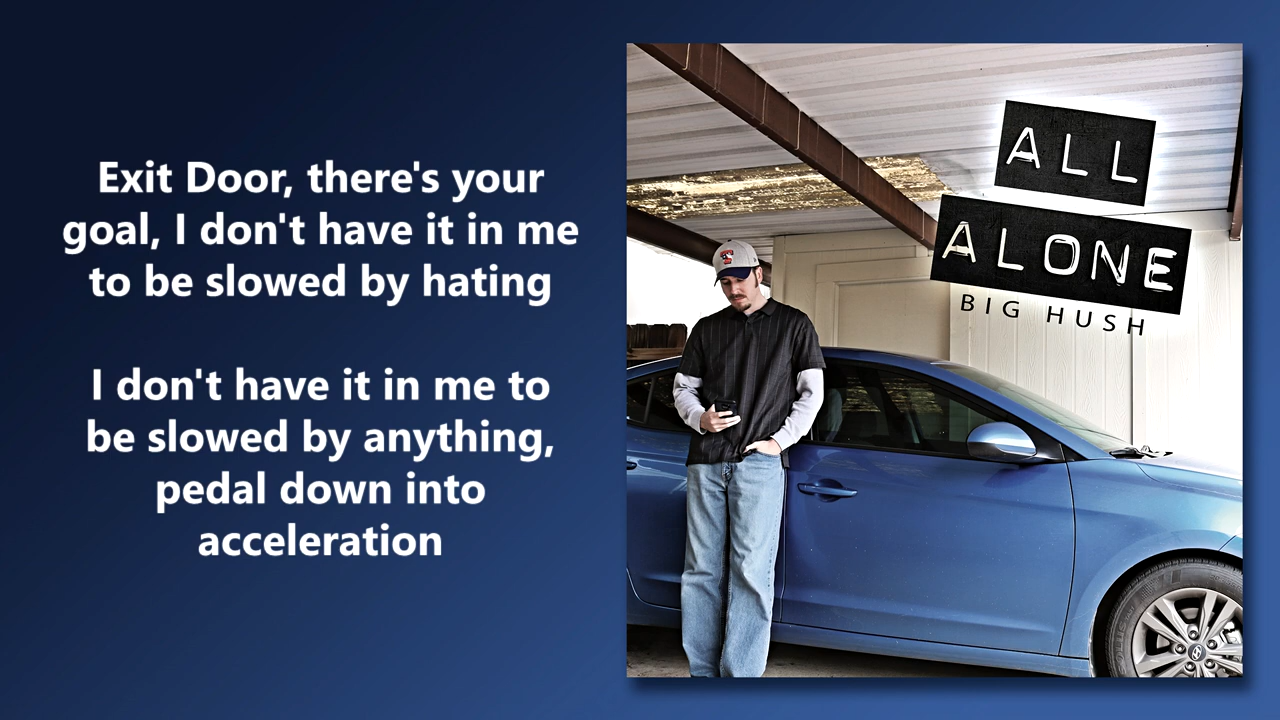 Exit Door, there's your
goal, I don't have it in me
to be slowed by hating
I don't have it in me to
be slowed by anything,
pedal down into
acceleration
ALL
ALONE
BIG HUSH